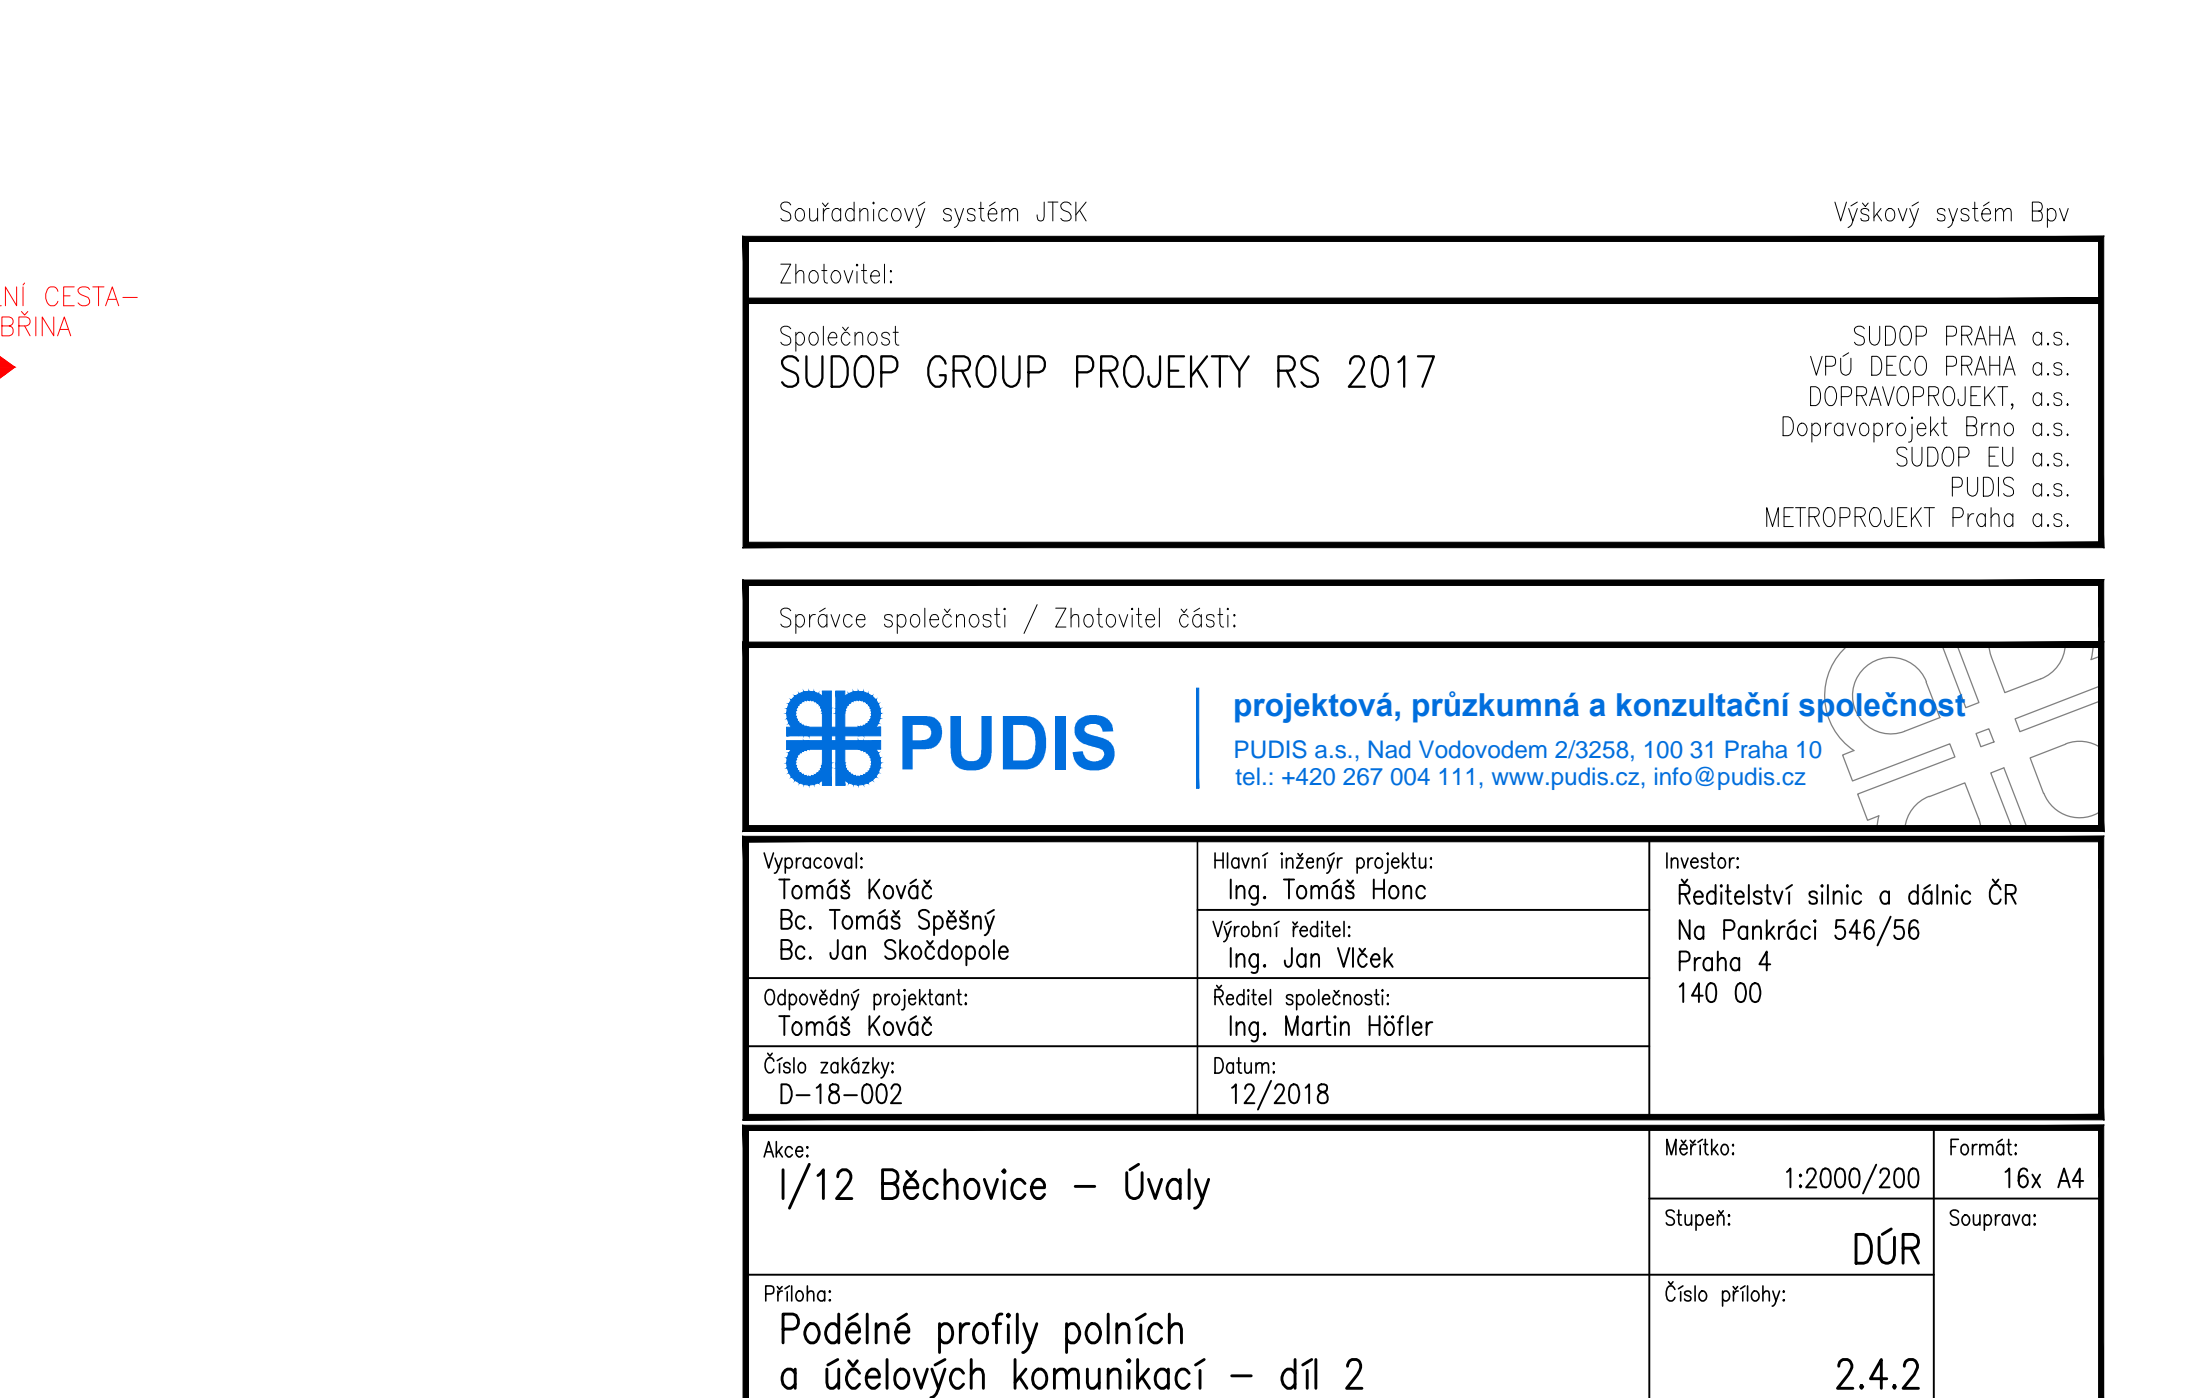 Souřadnicový systém JTSK
Výškový systém Bpv
Zhotovitel:
NÍ CESTA–
BŘINA
Společnost
SUDOP GROUP PROJEKTY RS 2017
SUDOP PRAHA a.s.
VPÚ DECO PRAHA a.s.
DOPRAVOPROJEKT, a.s.
Dopravoprojekt Brno a.s.
SUDOP EU a.s.
PUDIS a.s.
METROPROJEKT Praha a.s.
Správce společnosti / Zhotovitel části:
PUDIS
projektová, průzkumná a konzultační společnost
PUDIS a.s., Nad Vodovodem 2/3258, 100 31 Praha 10
tel.: +420 267 004 111, www.pudis.cz, info@pudis.cz
Vypracoval:
Tomáš Kováč
Bc. Tomáš Spěšný
Bc. Jan Skočdopole
Hlavní inženýr projektu:
Ing. Tomáš Honc
Výrobní ředitel:
Ing. Jan Vlček
Investor:
Ředitelství silnic a dálnic ČR
Na Pankráci 546/56
Praha 4
140 00
Odpovědný projektant:
Tomáš Kováč
Ředitel společnosti:
Ing. Martin Höfler
Číslo zakázky:
D–18–002
Datum:
12/2018
Akce:
I/12 Běchovice – Úvaly
Měřítko:
1:2000/200
Formát:
16x A4
Stupeň:
DÚR
Souprava:
Příloha:
Podélné profily polních
a účelových komunikací – díl 2
Číslo přílohy:
2.4.2